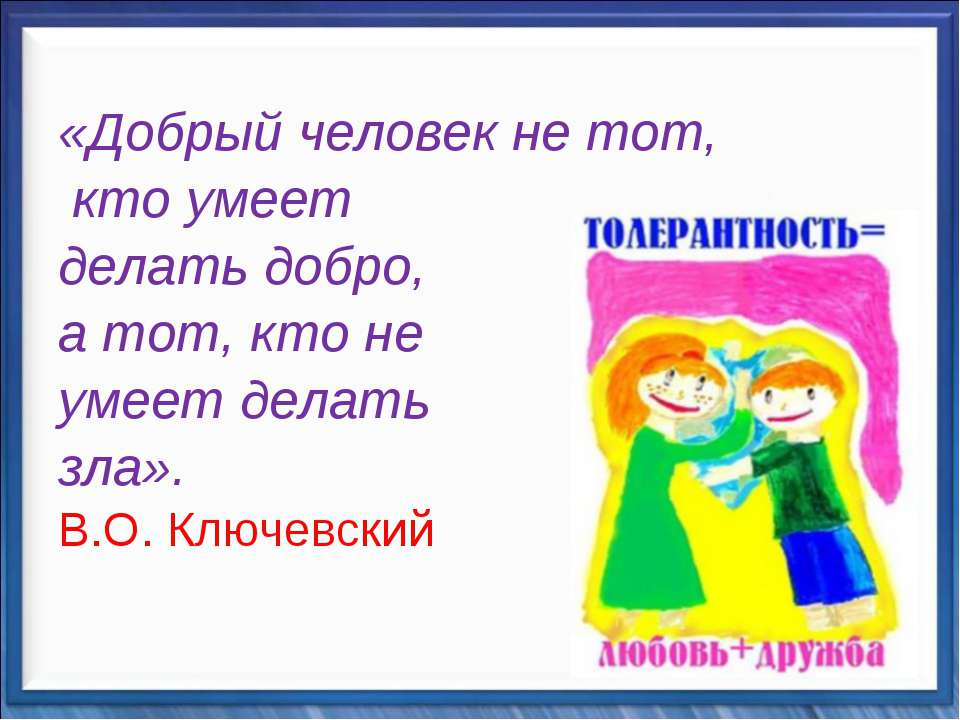 «Добрый человек не тот,
кто умеет
делать добро,
а тот, кто не
умеет делать
зла».
В.О. Ключевский
ТОЛЕРАНТНОСТЬ=
любовь+дружба